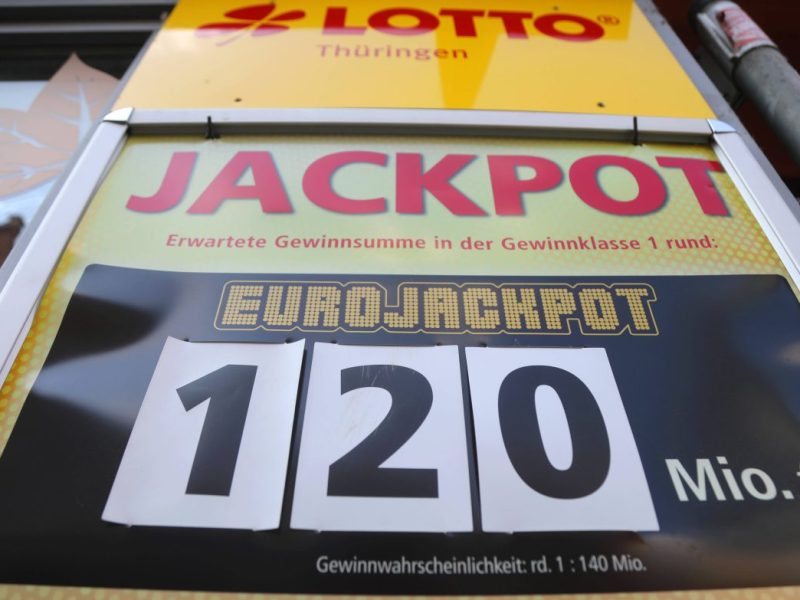 LOTTO®
Thüringen
JACKPOT
Erwartete Gewinnsumme in der Gewinnklasse 1 rund:
EUROJACKPOT
120 Mio.
Gewinnwahrscheinlichkeit: rd. 1 : 140 Mio.